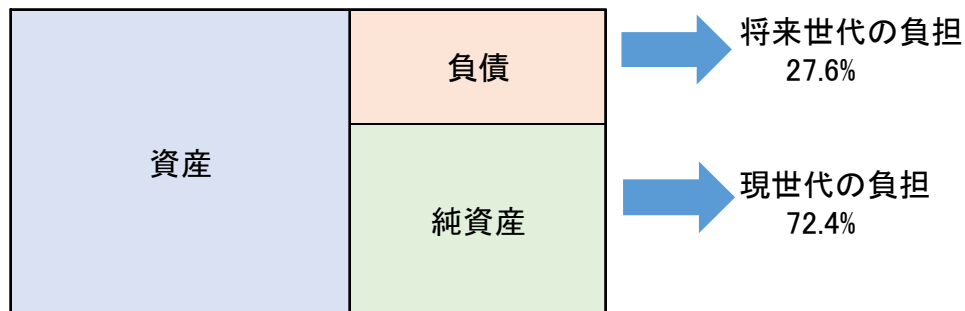 資産
負債
純資産
将来世代の負担
27.6%
現世代の負担
72.4%